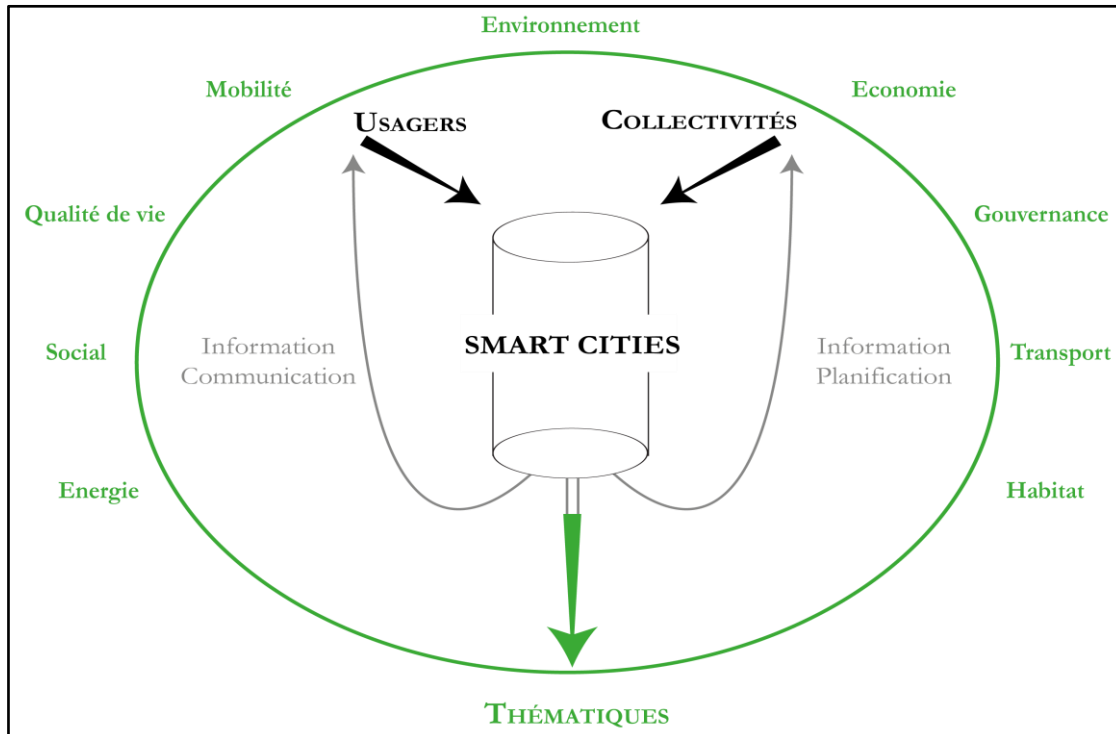 Environnement
Mobilité
Economie
USAGERS
COLLECTIVITÉS
Qualité de vie
Gouvernance
SMART CITIES
Social
Information
Communication
Information
Planification
Transport
Energie
Habitat
THÉMATIQUES